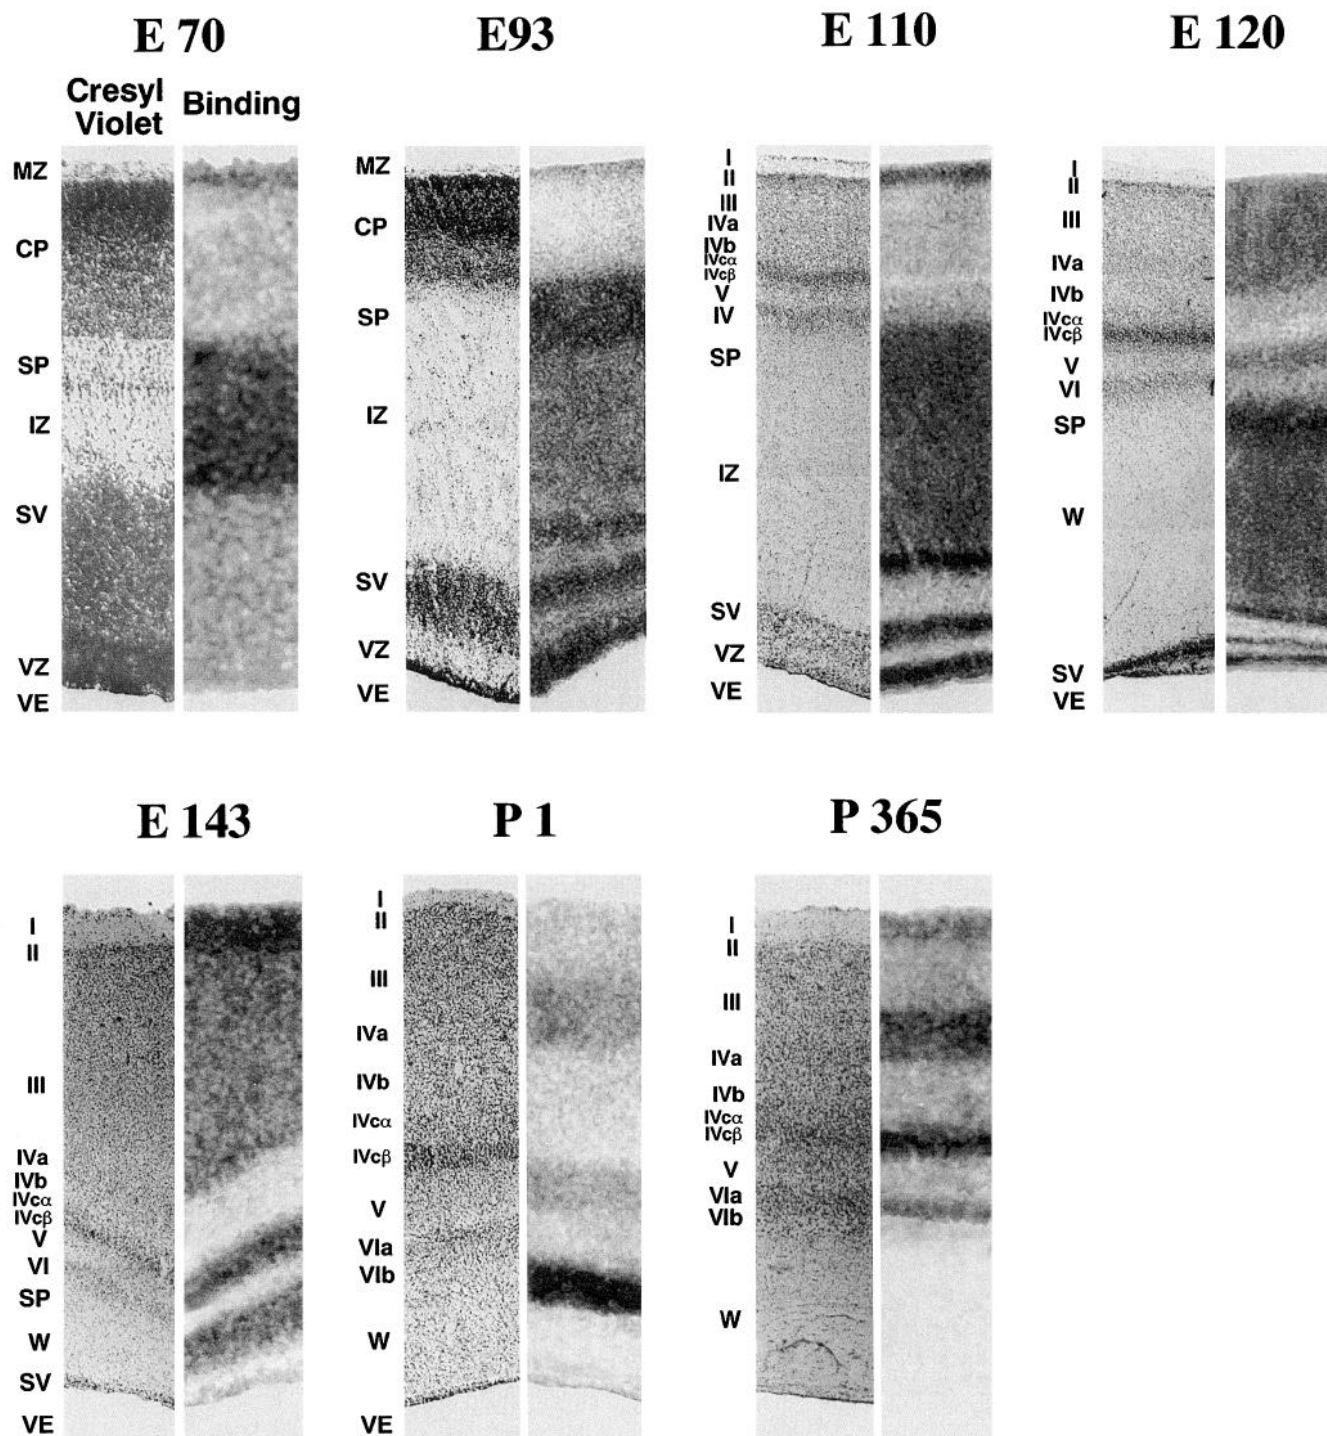 E 70
E93
E 110
E 120
Cresyl
Violet
Binding
MZ
CP
SP
IZ
SV
VZ
VE
MZ
CP
SP
IZ
SV
VZ
VE
I
II
III
IVa
IVb
IVcα
IVcβ
V
IV
SP
IZ
SV
VZ
VE
I
II
III
IVa
IVb
IVcα
IVcβ
V
VI
SP
W
SV
VE
E 143
P 1
P 365
I
II
III
IVa
IVb
IVcα
IVcβ
V
VI
SP
W
SV
VE
I
II
III
IVa
IVb
IVcα
IVcβ
V
VIa
VIb
W
VE
I
II
III
IVa
IVb
IVcα
IVcβ
V
VIa
VIb
W